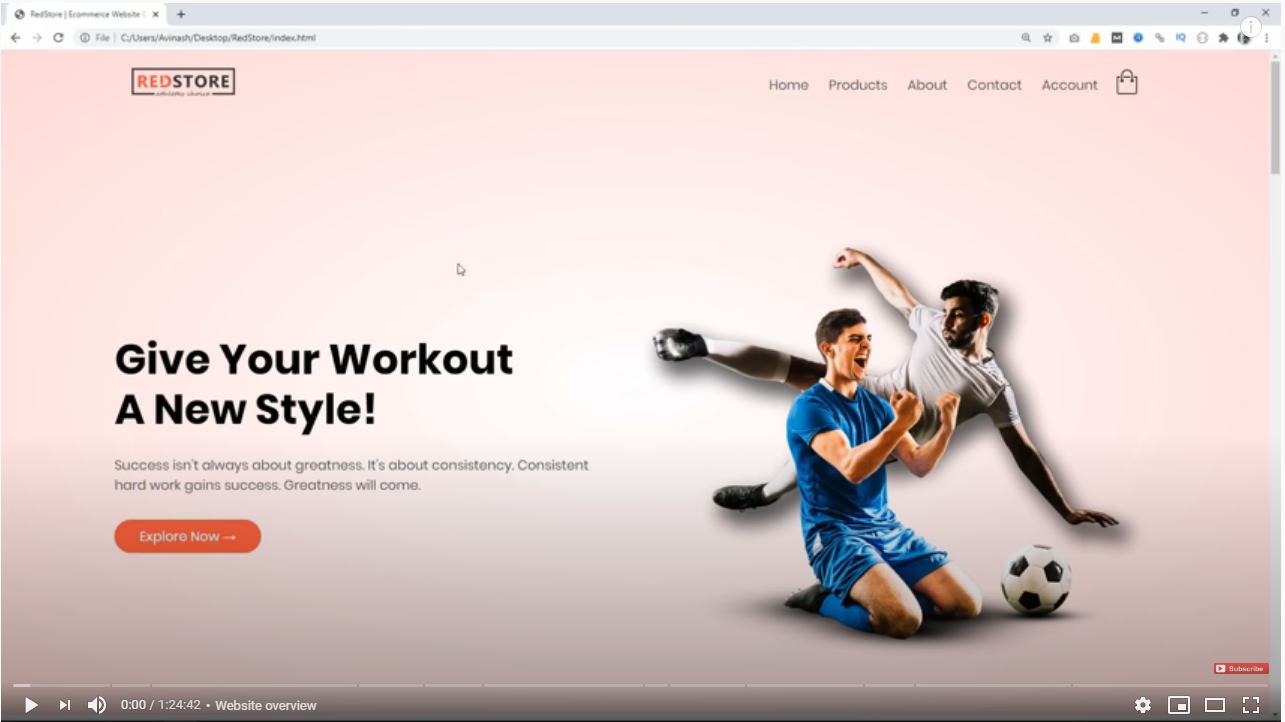 RedStore | Ecommerce Website
File | C:/Users/Avinash/Desktop/RedStore/index.html
IQ
REDSTORE
Home Products About Contact Account
Give Your Workout
A New Style!
Success isn't always about greatness. It's about consistency. Consistent
hard work gains success. Greatness will come.
Explore Now →
Subscribe
0:00 / 1:24:42 • Website overview